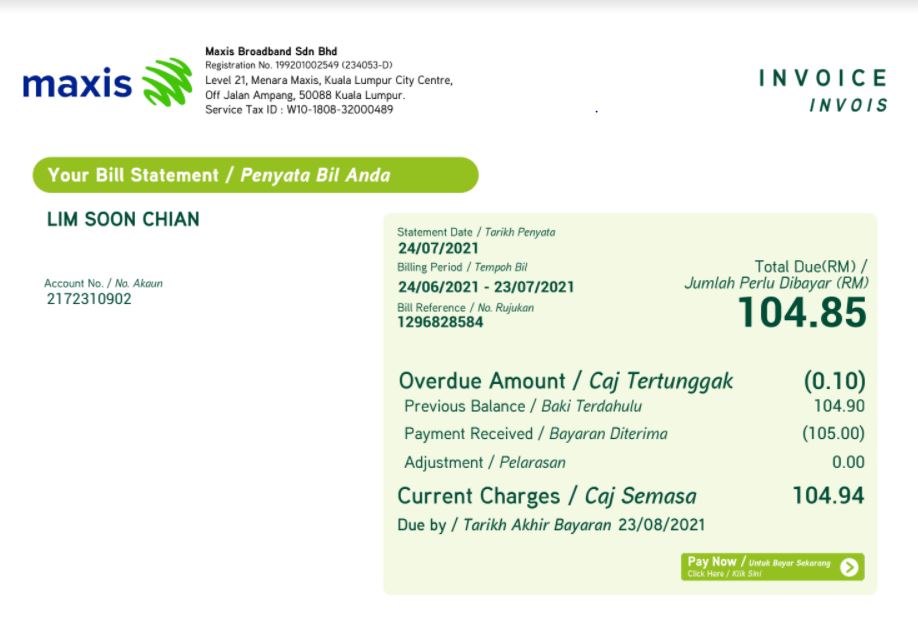 maxis
Maxis Broadband Sdn Bhd
Registration No. 199201002549 (234053-D)
Level 21, Menara Maxis, Kuala Lumpur City Centre,
Off Jalan Ampang, 50088 Kuala Lumpur.
Service Tax ID : W10-1808-32000489
INVOICE
INVOIS
Your Bill Statement / Penyata Bil Anda
LIM SOON CHIAN
Account No. / No. Akaun
2172310902
Statement Date / Tarikh Penyata
24/07/2021
Billing Period / Tempoh Bil
24/06/2021 - 23/07/2021
Bill Reference / No. Rujukan
1296828584
Total Due(RM) /
Jumlah Perlu Dibayar (RM)
104.85
Overdue Amount / Caj Tertunggak (0.10)
Previous Balance / Baki Terdahulu 104.90
Payment Received / Bayaran Diterima (105.00)
Adjustment / Pelarasan 0.00
Current Charges / Caj Semasa 104.94
Due by / Tarikh Akhir Bayaran 23/08/2021
Pay Now / Untuk Bayar Sekarang
Click Here / Klik Sini